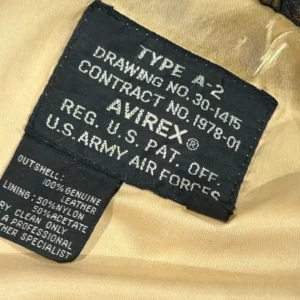 TYPE A-2
DRAWING NO. 30-1415
CONTRACT NO. 1978-01
AVIREX®
REG. U.S. PAT. OFF.
U.S. ARMY AIR FORCES
OUTSHELL:
100% GENUINE
LEATHER
LINING: 50% NYLON
50% ACETATE
DRY CLEAN ONLY
A PROFESSIONAL
LEATHER SPECIALIST